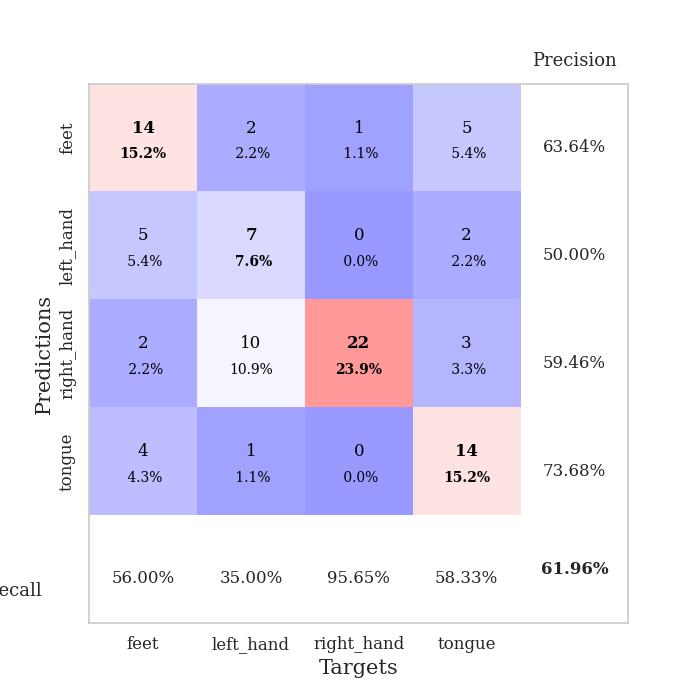 Precision
feet
14 2 1 5
15.2% 2.2% 1.1% 5.4%
63.64%
left_hand
5 7 0 2
5.4% 7.6% 0.0% 2.2%
50.00%
Predictions
right_hand
2 10 22 3
2.2% 10.9% 23.9% 3.3%
59.46%
tongue
4 1 0 14
4.3% 1.1% 0.0% 15.2%
73.68%
ecall
56.00% 35.00% 95.65% 58.33% 61.96%
feet left_hand right_hand tongue
Targets